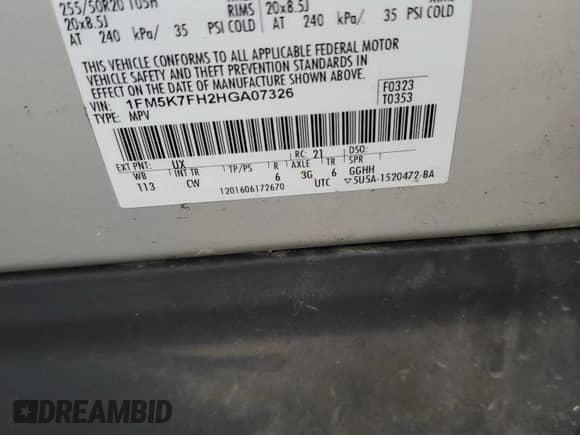 255/50R20 105H
20x8.5J RIMS 20x8.5J
AT 240 kPa/ 35 PSI COLD AT 240 kPa/ 35 PSI COLD
THIS VEHICLE CONFORMS TO ALL APPLICABLE FEDERAL MOTOR
VEHICLE SAFETY AND THEFT PREVENTION STANDARDS IN
EFFECT ON THE DATE OF MANUFACTURE SHOWN ABOVE.
VIN: 1FM5K7FH2HGA07326
TYPE: MPV
F0323
T0353
EXT PNT: UX RC: 21 DSO:
WB INT TR TP/PS R AXLE TR SPR
113 CW 6 3G 6 GGHH
1201606172670 UTC ▽5U5A-1520472-BA
DREAMBID